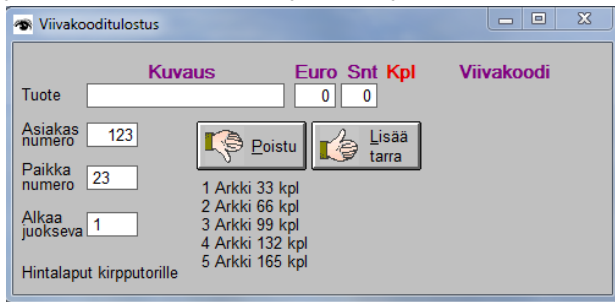 Viivakooditulostus
Kuvaus Euro Snt Kpl Viivakoodi
Tuote 0 0
Asiakas numero 123
Poistu
Lisää tarra
Paikka numero 23
1 Arkki 33 kpl
2 Arkki 66 kpl
3 Arkki 99 kpl
4 Arkki 132 kpl
5 Arkki 165 kpl
Alkaa juokseva 1
Hintalaput kirpputorille